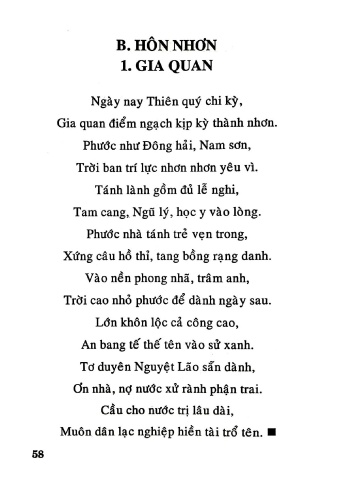 B. HÔN NHƠN
1. GIA QUAN
Ngày nay Thiên quý chi kỳ,
Gia quan điểm ngạch kịp kỳ thành nhơn.
Phước như Đông hải, Nam sơn,
Trời ban trí lực nhơn nhơn yêu vì.
Tánh lành gồm đủ lễ nghi,
Tam cang, Ngũ lý, học y vào lòng.
Phước nhà tánh trẻ vẹn trong,
Xứng câu hồ thỉ, tang bồng rạng danh.
Vào nền phong nhã, trâm anh,
Trời cao nhỏ phước để dành ngày sau.
Lớn khôn lộc cả công cao,
An bang tế thế tên vào sử xanh.
Tơ duyên Nguyệt Lão sẵn dành,
Ơn nhà, nợ nước xử rành phận trai.
Cầu cho nước trị lâu dài,
Muôn dân lạc nghiệp hiền tài trổ tên. ■
58